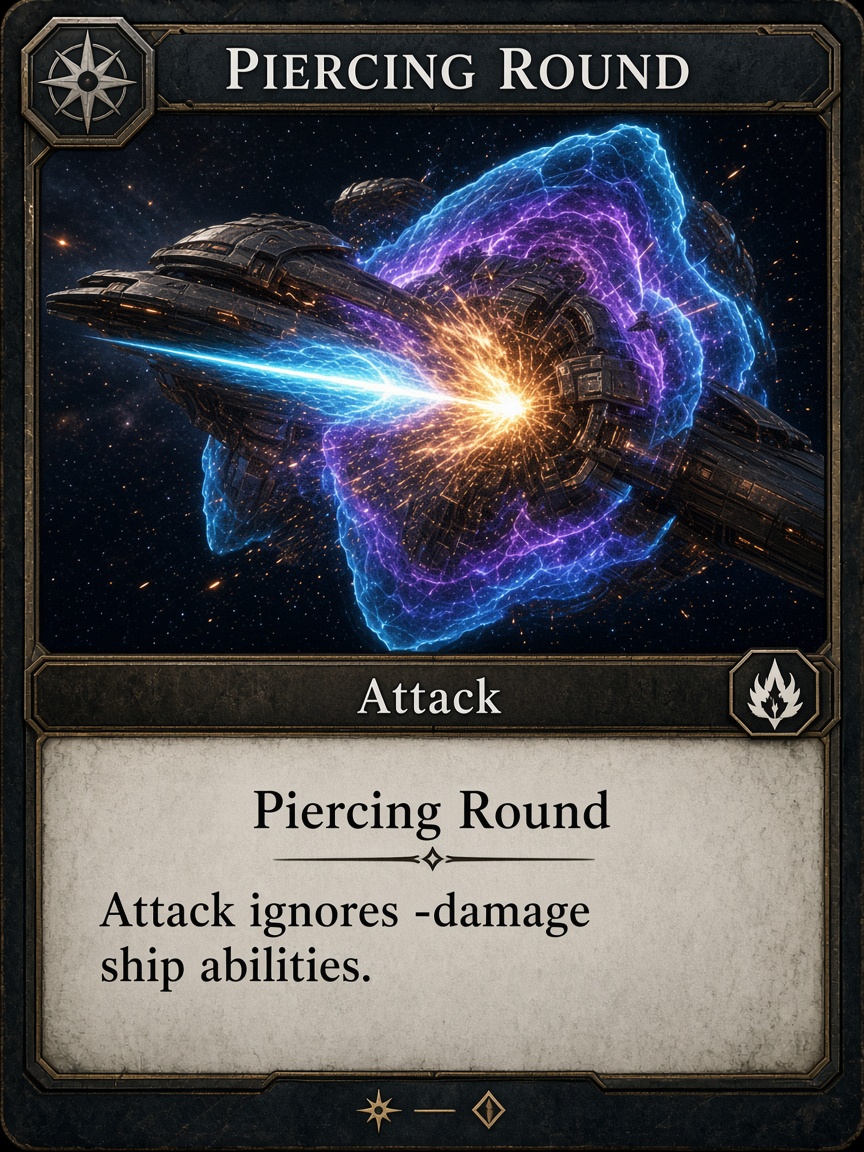 Piercing Round
Attack
Piercing Round
Attack ignores -damage
ship abilities.